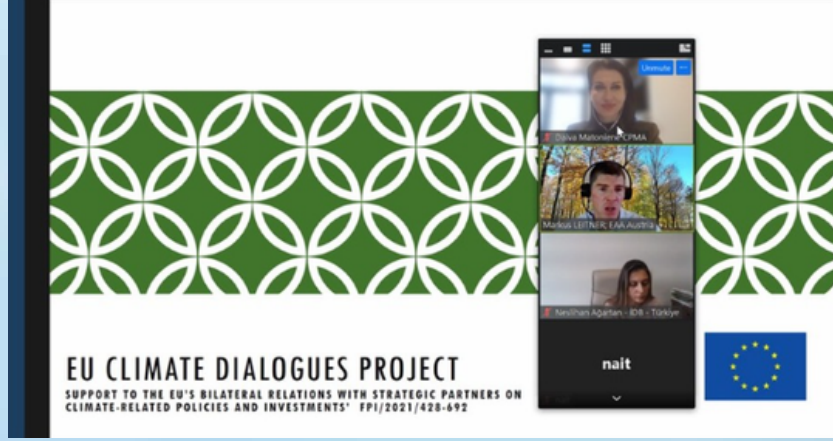 Unmute
Daiva Matonienė CPMA
Markus LEITNER; EAA Austria
Neslihan Ağartan - IDB - Türkiye
nait
EU CLIMATE DIALOGUES PROJECT
SUPPORT TO THE EU'S BILATERAL RELATIONS WITH STRATEGIC PARTNERS ON
CLIMATE-RELATED POLICIES AND INVESTMENTS' FPI/2021/428-692